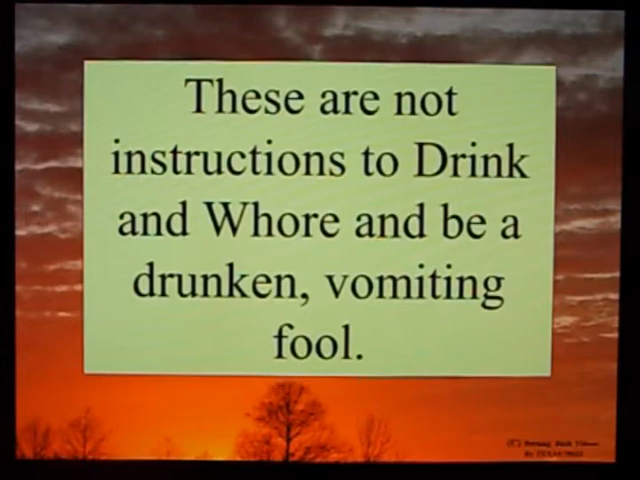 These are not
instructions to Drink
and Whore and be a
drunken, vomiting
fool.